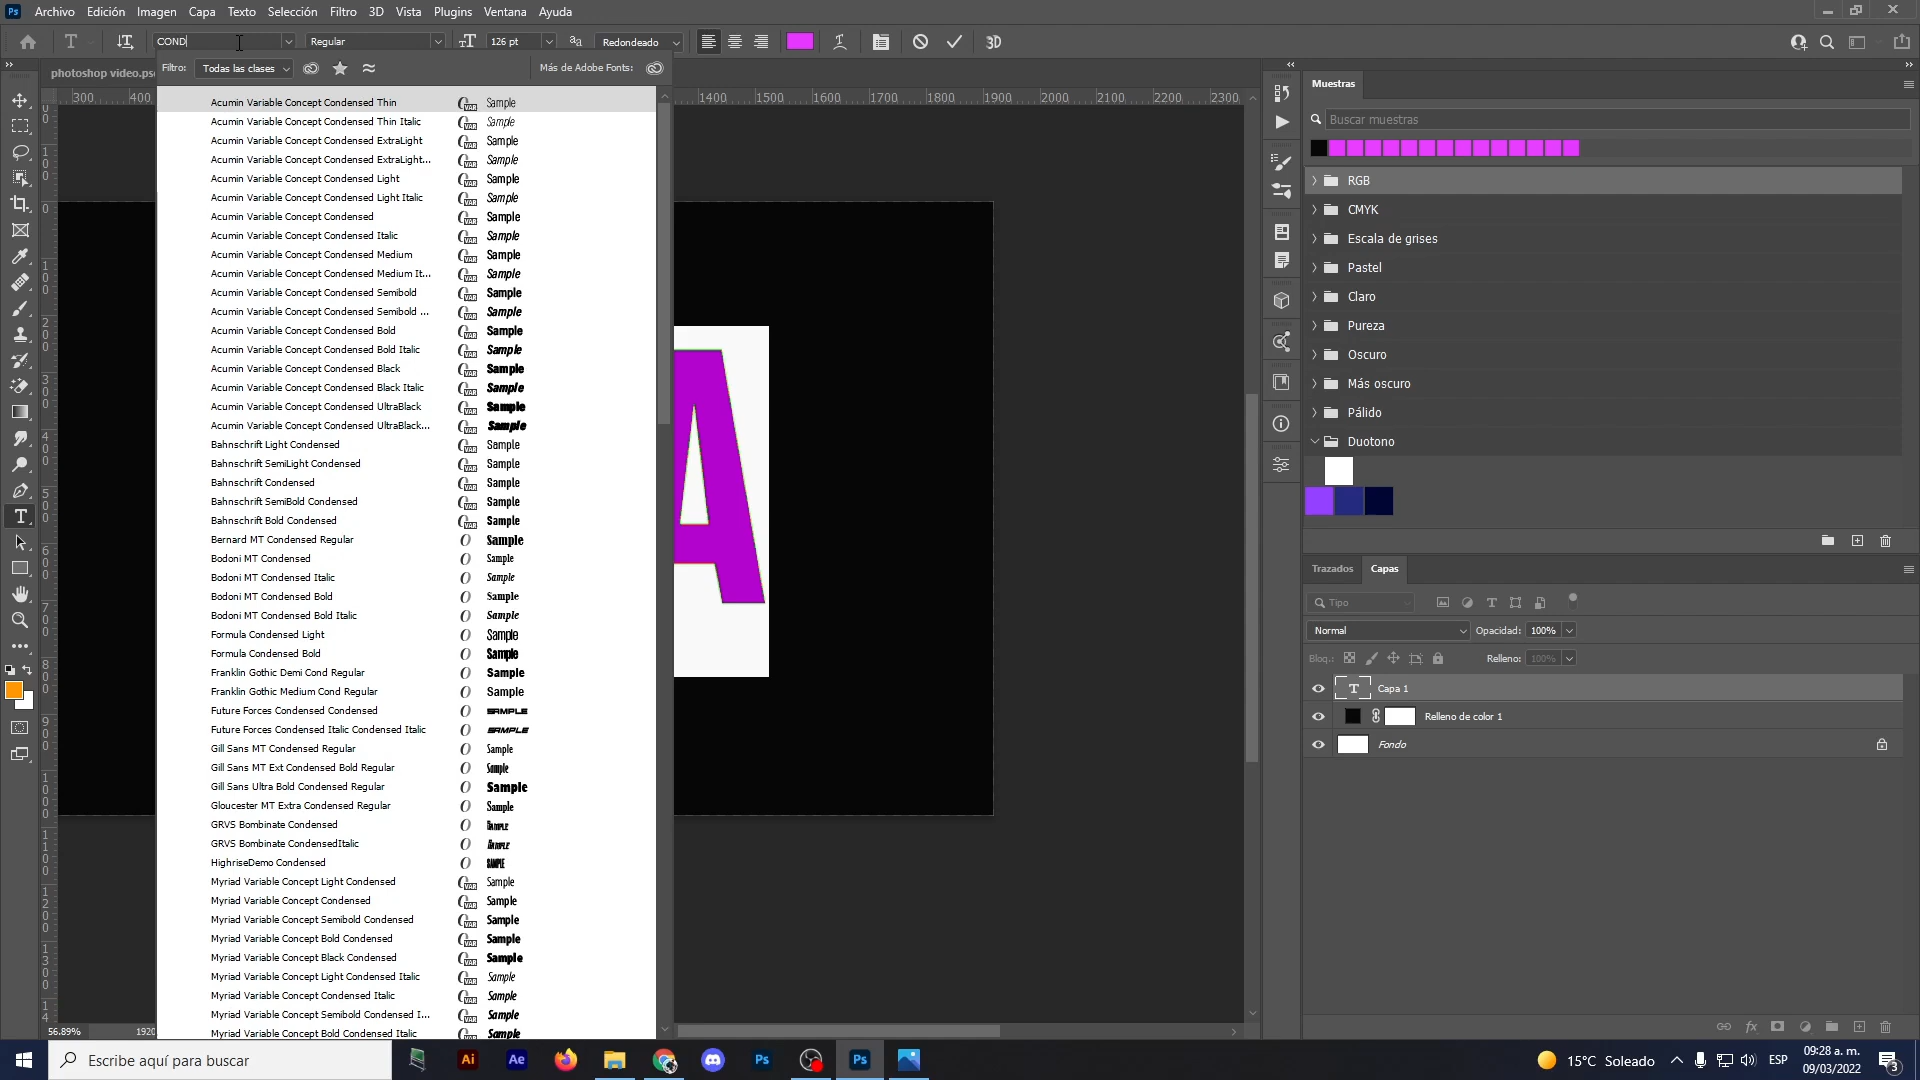 Ps Archivo Edición Imagen Capa Texto Selección Filtro 3D Vista Plugins Ventana Ayuda
COND Regular 126 pt Redondeado 3D
Filtro: Todas las clases Más de Adobe Fonts:
photoshop video.ps
Acumin Variable Concept Condensed Thin Sample
Acumin Variable Concept Condensed Thin Italic Sample
Acumin Variable Concept Condensed ExtraLight Sample
Acumin Variable Concept Condensed ExtraLight... Sample
Acumin Variable Concept Condensed Light Sample
Acumin Variable Concept Condensed Light Italic Sample
Acumin Variable Concept Condensed Sample
Acumin Variable Concept Condensed Italic Sample
Acumin Variable Concept Condensed Medium Sample
Acumin Variable Concept Condensed Medium It... Sample
Acumin Variable Concept Condensed Semibold Sample
Acumin Variable Concept Condensed Semibold ... Sample
Acumin Variable Concept Condensed Bold Sample
Acumin Variable Concept Condensed Bold Italic Sample
Acumin Variable Concept Condensed Black Sample
Acumin Variable Concept Condensed Black Italic Sample
Acumin Variable Concept Condensed UltraBlack Sample
Acumin Variable Concept Condensed UltraBlack... Sample
Bahnschrift Light Condensed Sample
Bahnschrift SemiLight Condensed Sample
Bahnschrift Condensed Sample
Bahnschrift SemiBold Condensed Sample
Bahnschrift Bold Condensed Sample
Bernard MT Condensed Regular Sample
Bodoni MT Condensed Sample
Bodoni MT Condensed Italic Sample
Bodoni MT Condensed Bold Sample
Bodoni MT Condensed Bold Italic Sample
Formula Condensed Light Sample
Formula Condensed Bold Sample
Franklin Gothic Demi Cond Regular Sample
Franklin Gothic Medium Cond Regular Sample
Future Forces Condensed Condensed SAMPLE
Future Forces Condensed Italic Condensed Italic SAMPLE
Gill Sans MT Condensed Regular Sample
Gill Sans MT Ext Condensed Bold Regular Sample
Gill Sans Ultra Bold Condensed Regular Sample
Gloucester MT Extra Condensed Regular Sample
GRVS Bombinate Condensed SAMPLE
GRVS Bombinate CondensedItalic SAMPLE
HighriseDemo Condensed SAMPLE
Myriad Variable Concept Light Condensed Sample
Myriad Variable Concept Condensed Sample
Myriad Variable Concept Semibold Condensed Sample
Myriad Variable Concept Bold Condensed Sample
Myriad Variable Concept Black Condensed Sample
Myriad Variable Concept Light Condensed Italic Sample
Myriad Variable Concept Condensed Italic Sample
Myriad Variable Concept Semibold Condensed I... Sample
Myriad Variable Concept Bold Condensed Italic Sample
300 400 1400 1500 1600 1700 1800 1900 2000 2100 2200 2300
A
56.89% 1920
Muestras
Buscar muestras
RGB
CMYK
Escala de grises
Pastel
Claro
Pureza
Oscuro
Más oscuro
Pálido
Duotono
Trazados Capas
Tipo
Normal Opacidad: 100%
Bloq.: Relleno: 100%
T Capa 1
Relleno de color 1
Fondo
Escribe aquí para buscar
Ai Ae Ps Ps
15°C Soleado ESP 09:28 a. m.
09/03/2022 3